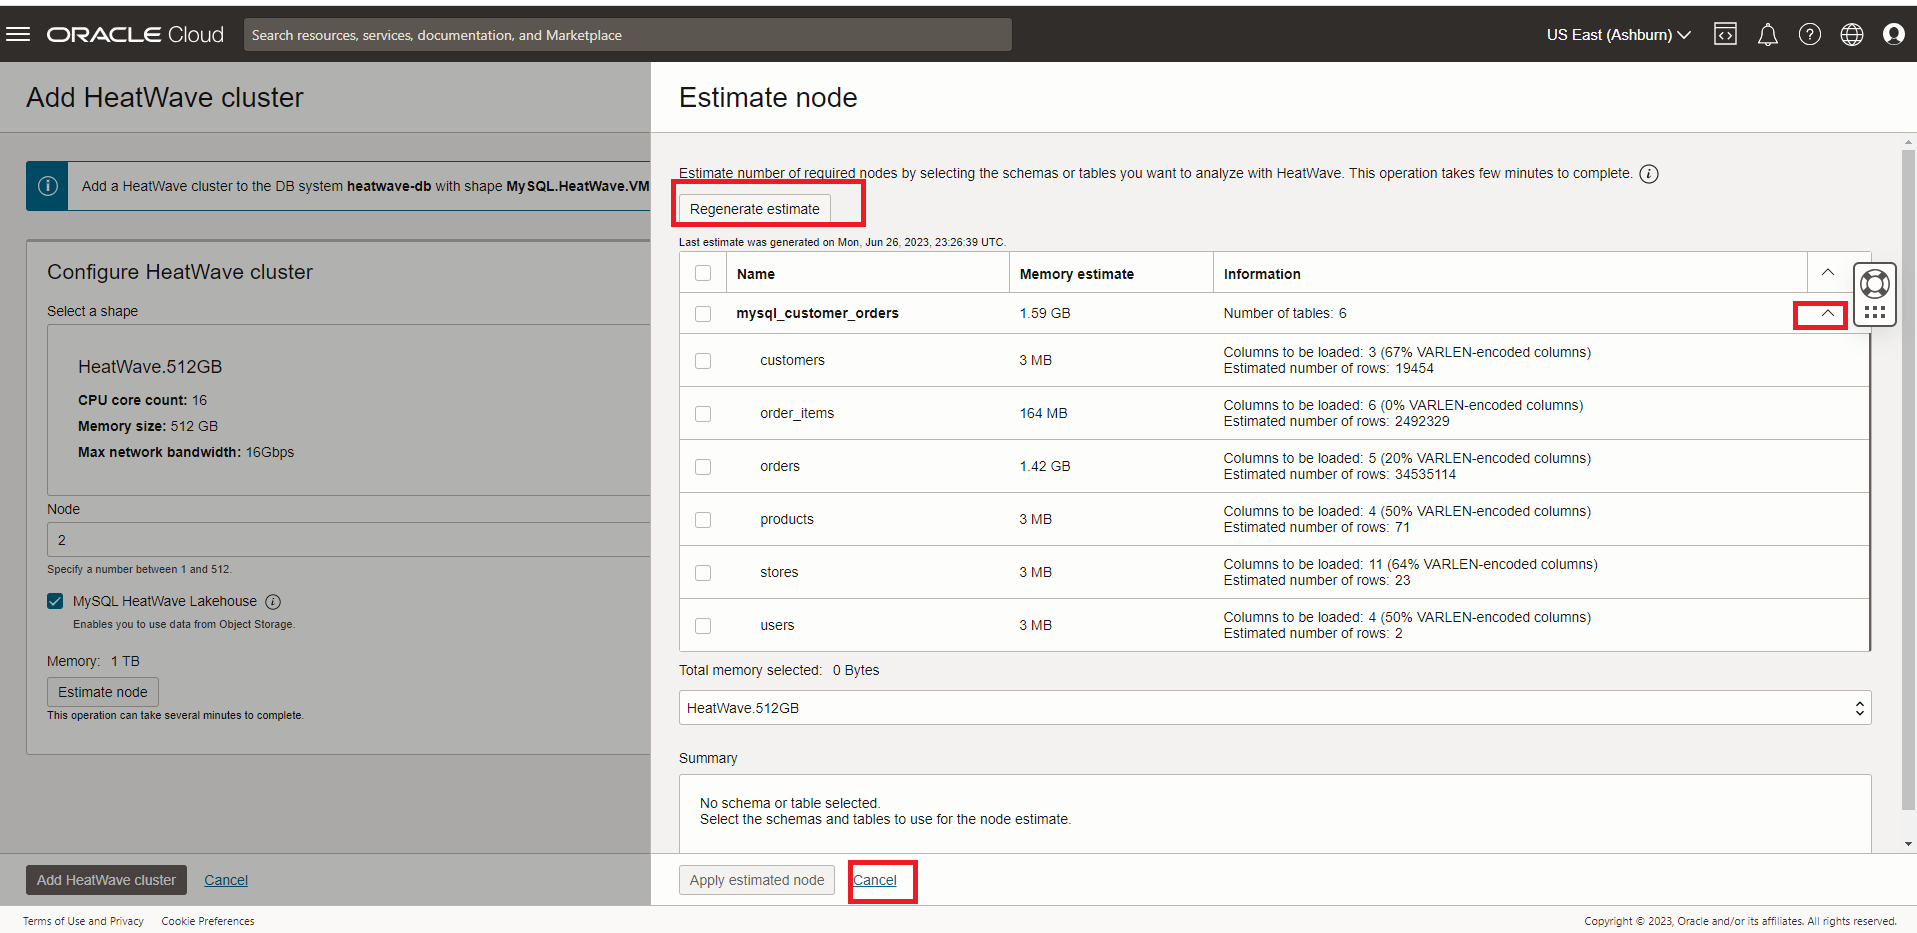 ORACLE Cloud
Search resources, services, documentation, and Marketplace
US East (Ashburn)
Add HeatWave cluster
Add a HeatWave cluster to the DB system heatwave-db with shape MySQL.HeatWave.VM
Configure HeatWave cluster
Select a shape
HeatWave.512GB
CPU core count: 16
Memory size: 512 GB
Max network bandwidth: 16Gbps
Node
2
Specify a number between 1 and 512.
MySQL HeatWave Lakehouse
Enables you to use data from Object Storage.
Memory: 1 TB
Estimate node
This operation can take several minutes to complete.
Add HeatWave cluster
Cancel
Estimate node
Estimate number of required nodes by selecting the schemas or tables you want to analyze with HeatWave. This operation takes few minutes to complete.
Regenerate estimate
Last estimate was generated on Mon, Jun 26, 2023, 23:26:39 UTC.
Name Memory estimate Information
mysql_customer_orders 1.59 GB Number of tables: 6
customers 3 MB Columns to be loaded: 3 (67% VARLEN-encoded columns)
Estimated number of rows: 19454
order_items 164 MB Columns to be loaded: 6 (0% VARLEN-encoded columns)
Estimated number of rows: 2492329
orders 1.42 GB Columns to be loaded: 5 (20% VARLEN-encoded columns)
Estimated number of rows: 34535114
products 3 MB Columns to be loaded: 4 (50% VARLEN-encoded columns)
Estimated number of rows: 71
stores 3 MB Columns to be loaded: 11 (64% VARLEN-encoded columns)
Estimated number of rows: 23
users 3 MB Columns to be loaded: 4 (50% VARLEN-encoded columns)
Estimated number of rows: 2
Total memory selected: 0 Bytes
HeatWave.512GB
Summary
No schema or table selected.
Select the schemas and tables to use for the node estimate.
Apply estimated node
Cancel
Terms of Use and Privacy Cookie Preferences
Copyright © 2023, Oracle and/or its affiliates. All rights reserved.